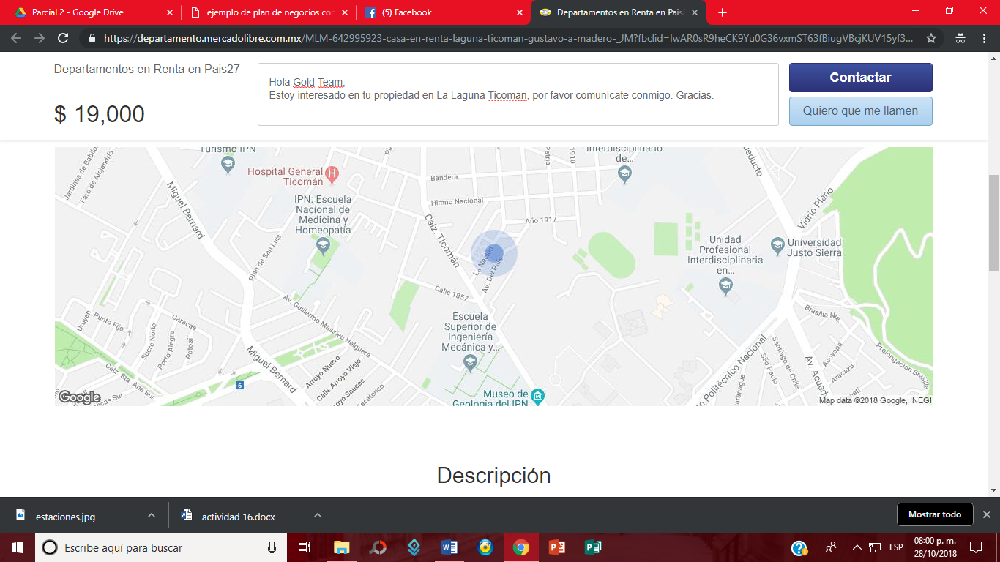 Parcial 2 - Google Drive
ejemplo de plan de negocios con
(5) Facebook
Departamentos en Renta en Pais2
https://departamento.mercadolibre.com.mx/MLM-642995923-casa-en-renta-laguna-ticoman-gustavo-a-madero-_JM?fbclid=IwAR0sR9heCK9Yu0G36vxmST63fBiugVBcjKUV15yf3...
Departamentos en Renta en Pais27
$ 19,000
Hola Gold Team,
Estoy interesado en tu propiedad en La Laguna Ticoman, por favor comunícate conmigo. Gracias.
Contactar
Quiero que me llamen
Turismo IPN
Hospital General
Ticomán
IPN: Escuela
Nacional de
Medicina y
Homeopatía
Jardines de Babilo
Faro de Alejandría
Miguel Bernard
Plan de San Luis
Calz. Ticomán
Bandera
Himno Nacional
Año 1917
Patria
1910
Interdisciplinario
de...
La Nación
Av. Del País
Calle 1857
Acueducto
Vidrio Plano
Unidad
Profesional
Interdisciplinaria
en...
Universidad
Justo Sierra
Escuela
Superior de
Ingeniería
Mecánica y...
Av. Guillermo Massieu Helguera
Miguel Bernard
Uruyen
Punto Fijo
Caracas
Sucre Norte
Porto Alegre
Potosí
Calz. Sta. Ana Sur
Caracas Sur
6
Arroyo Nuevo
Calle Arroyo Viejo
Arroyo Sauces
Zacatenco
Museo de
Geología del IPN
Politécnico Nacional
Paranagua
São Paulo
Santiago de Chile
Av. Acued
Brasilia Nte.
Acoyapa
Aracazu
Prolongacion Brasilia
Google
Map data ©2018 Google, INEGI
Descripción
estaciones.jpg
actividad 16.docx
Mostrar todo
Escribe aquí para buscar
ESP
08:00 p. m.
28/10/2018